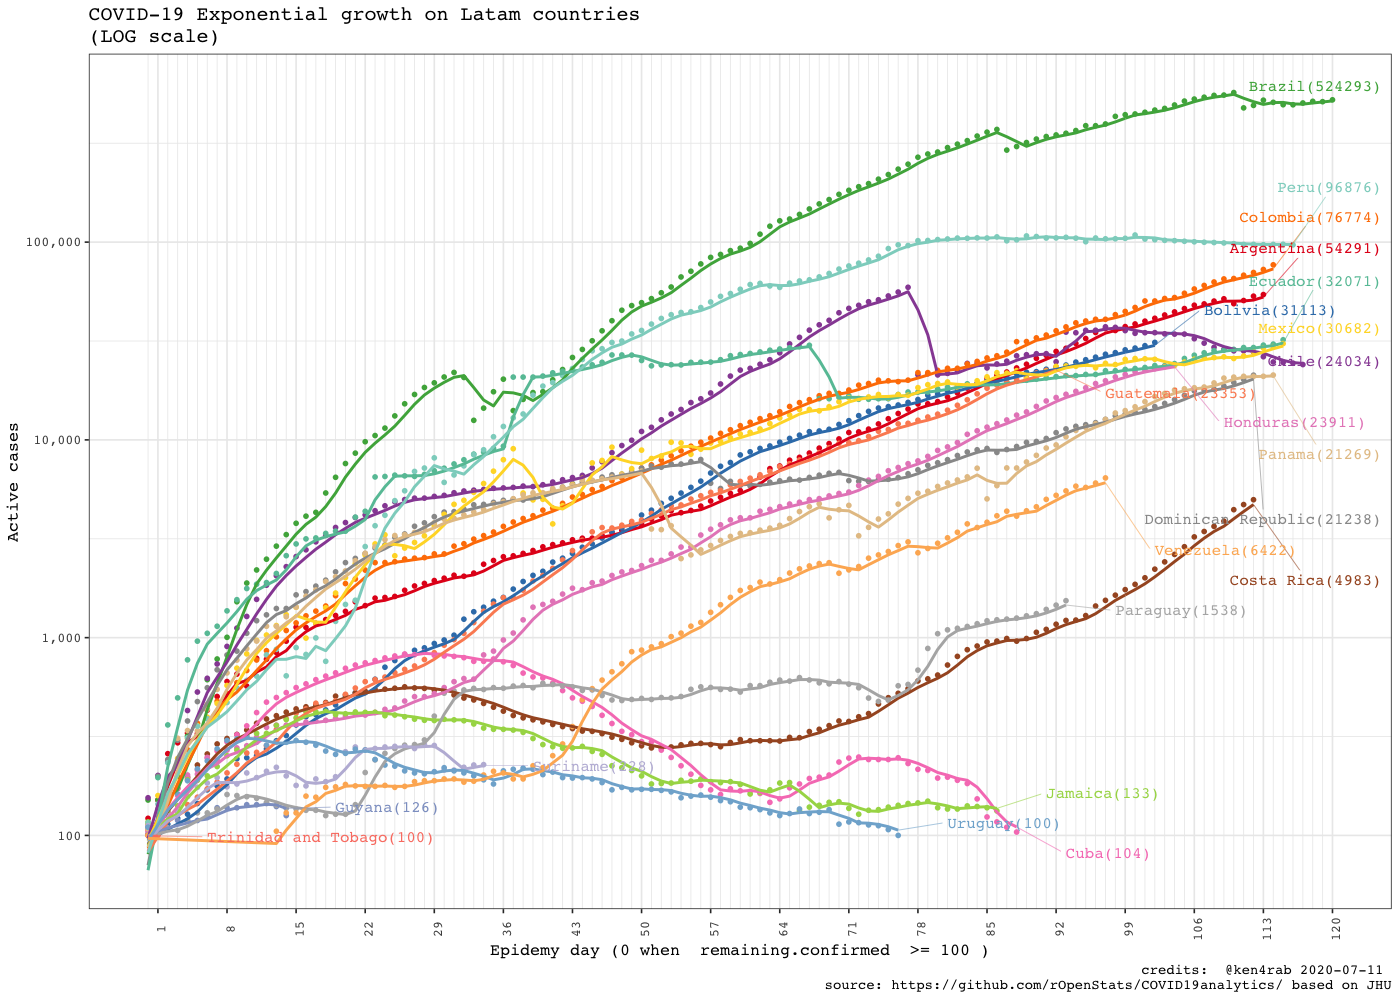 COVID-19 Exponential growth on Latam countries
(LOG scale)
Brazil(524293)
Peru(96876)
Colombia(76774)
Argentina(54291)
Ecuador(32071)
Bolivia(31113)
Mexico(30682)
Chile(24034)
Guatemala(23353)
Honduras(23911)
Panama(21269)
Dominican Republic(21238)
Venezuela(6422)
Costa Rica(4983)
Paraguay(1538)
Suriname(128)
Jamaica(133)
Guyana(126)
Uruguay(100)
Trinidad and Tobago(100)
Cuba(104)
Active cases
100,000
10,000
1,000
100
1 8 15 22 29 36 43 50 57 64 71 78 85 92 99 106 113 120
Epidemy day (0 when  remaining.confirmed  >= 100 )
credits:  @ken4rab 2020-07-11
source: https://github.com/rOpenStats/COVID19analytics/ based on JHU